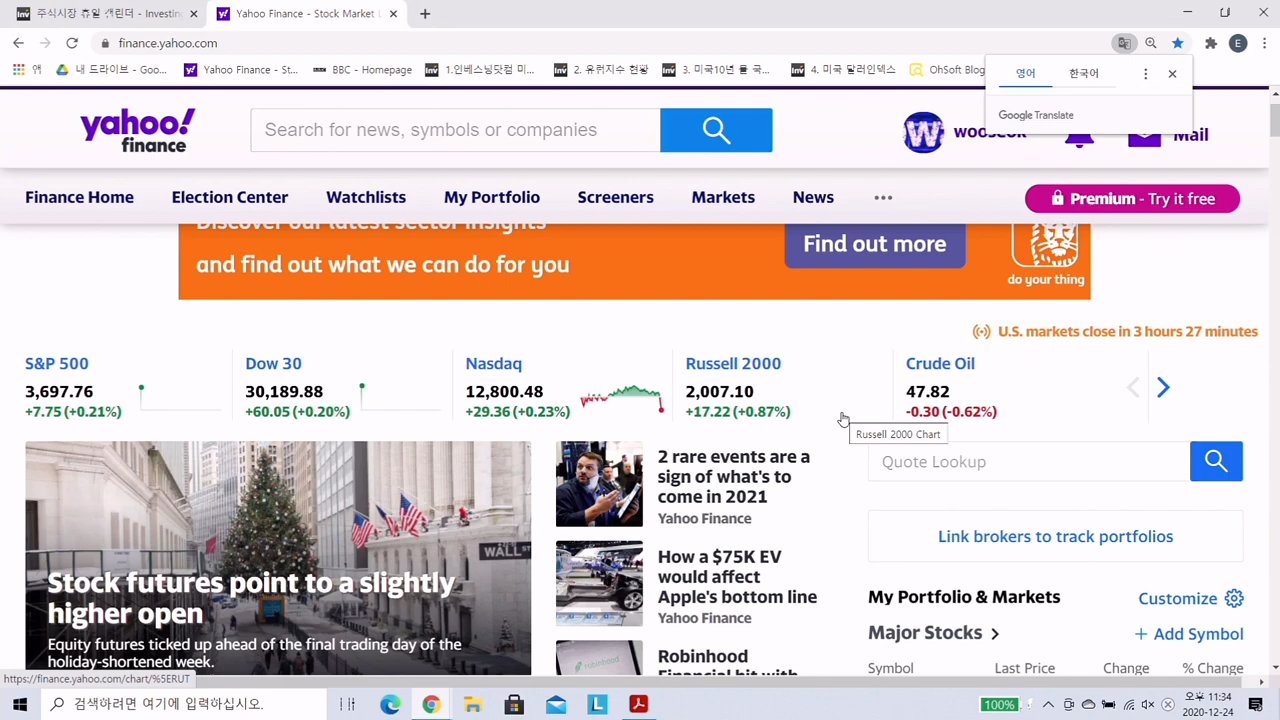 주식시장 휴일 캘린더 - Investing
Yahoo Finance - Stock Market L
finance.yahoo.com
E
앱
내 드라이브 - Goo...
Yahoo Finance - St...
BBC - Homepage
1.인베스팅닷컴 미...
2. 유럽지수 현황
3. 미국10년 물 국...
4. 미국 달러인덱스
OhSoft Blog
영어
한국어
Google Translate
yahoo!
finance
Search for news, symbols or companies
W
wooseok
Mail
Finance Home
Election Center
Watchlists
My Portfolio
Screeners
Markets
News
Premium - Try it free
Discover our latest sector insights
and find out what we can do for you
Find out more
do your thing
U.S. markets close in 3 hours 27 minutes
S&P 500
3,697.76
+7.75 (+0.21%)
Dow 30
30,189.88
+60.05 (+0.20%)
Nasdaq
12,800.48
+29.36 (+0.23%)
Russell 2000
2,007.10
+17.22 (+0.87%)
Crude Oil
47.82
-0.30 (-0.62%)
Russell 2000 Chart
WALL ST
Stock futures point to a slightly
higher open
Equity futures ticked up ahead of the final trading day of the
holiday-shortened week.
2 rare events are a
sign of what's to
come in 2021
Yahoo Finance
How a $75K EV
would affect
Apple's bottom line
Yahoo Finance
robinhood
Robinhood
Financial hit with
Quote Lookup
Link brokers to track portfolios
My Portfolio & Markets
Customize
Major Stocks
+ Add Symbol
Symbol
Last Price
Change
% Change
https://finance.yahoo.com/chart/%5ERUT
검색하려면 여기에 입력하십시오.
100%
오후 11:34
2020-12-24